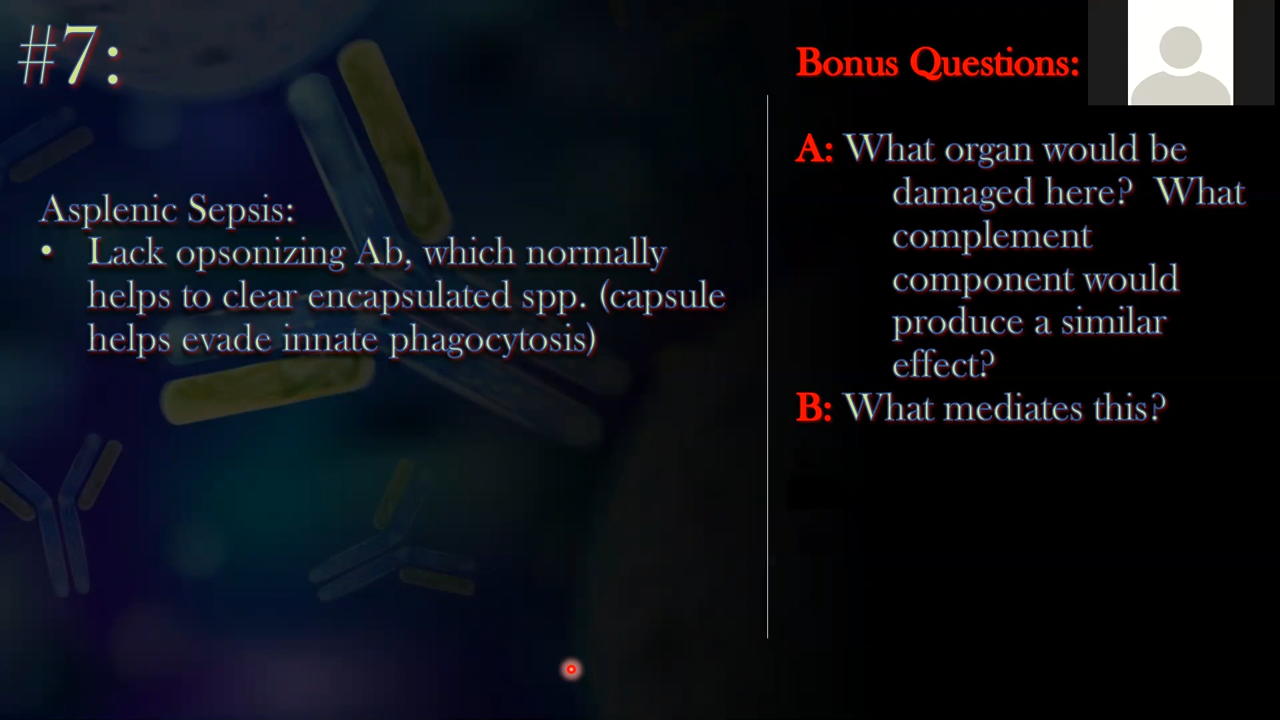 #7:
Asplenic Sepsis:
• Lack opsonizing Ab, which normally
helps to clear encapsulated spp. (capsule
helps evade innate phagocytosis)
Bonus Questions:
A: What organ would be
damaged here? What
complement
component would
produce a similar
effect?
B: What mediates this?